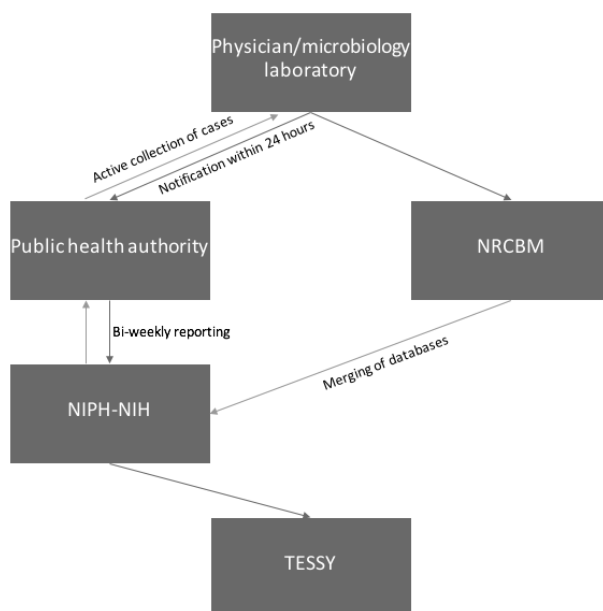 Physician/microbiology
laboratory
Active collection of cases
Notification within 24 hours
Public health authority
NRCBM
Bi-weekly reporting
Merging of databases
NIPH-NIH
TESSY